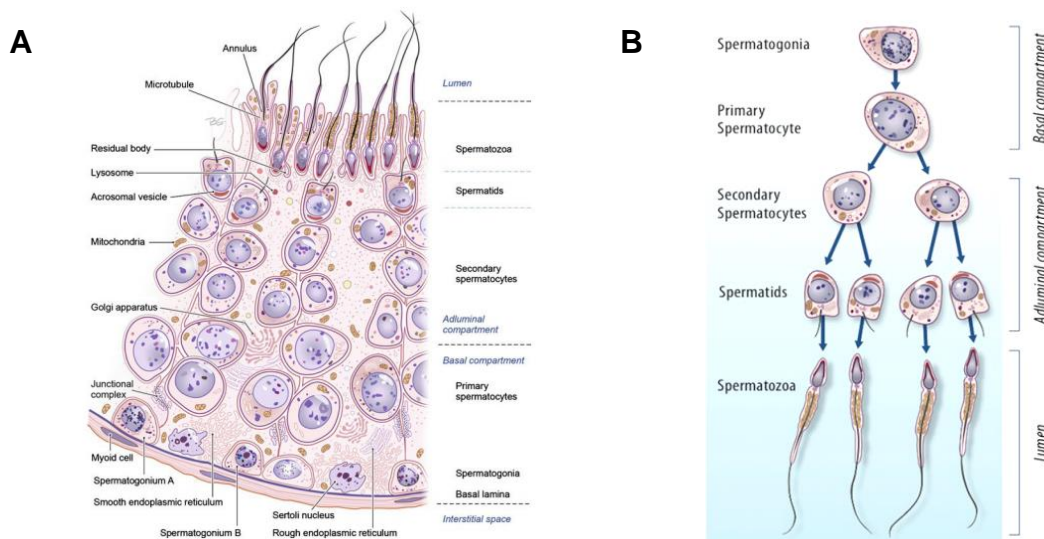 A
Annulus
Microtubule
Residual body
Lysosome
Acrosomal vesicle
Mitochondria
Golgi apparatus
Junctional
complex
Myoid cell
Spermatogonium A
Smooth endoplasmic reticulum
Spermatogonium B
Sertoli nucleus
Rough endoplasmic reticulum
Lumen
Spermatozoa
Spermatids
Secondary
spermatocytes
Adluminal
compartment
Basal compartment
Primary
spermatocytes
Spermatogonia
Basal lamina
Interstitial space
B
Spermatogonia
Primary
Spermatocyte
Secondary
Spermatocytes
Spermatids
Spermatozoa
Basal compartment
Adluminal compartment
Lumen